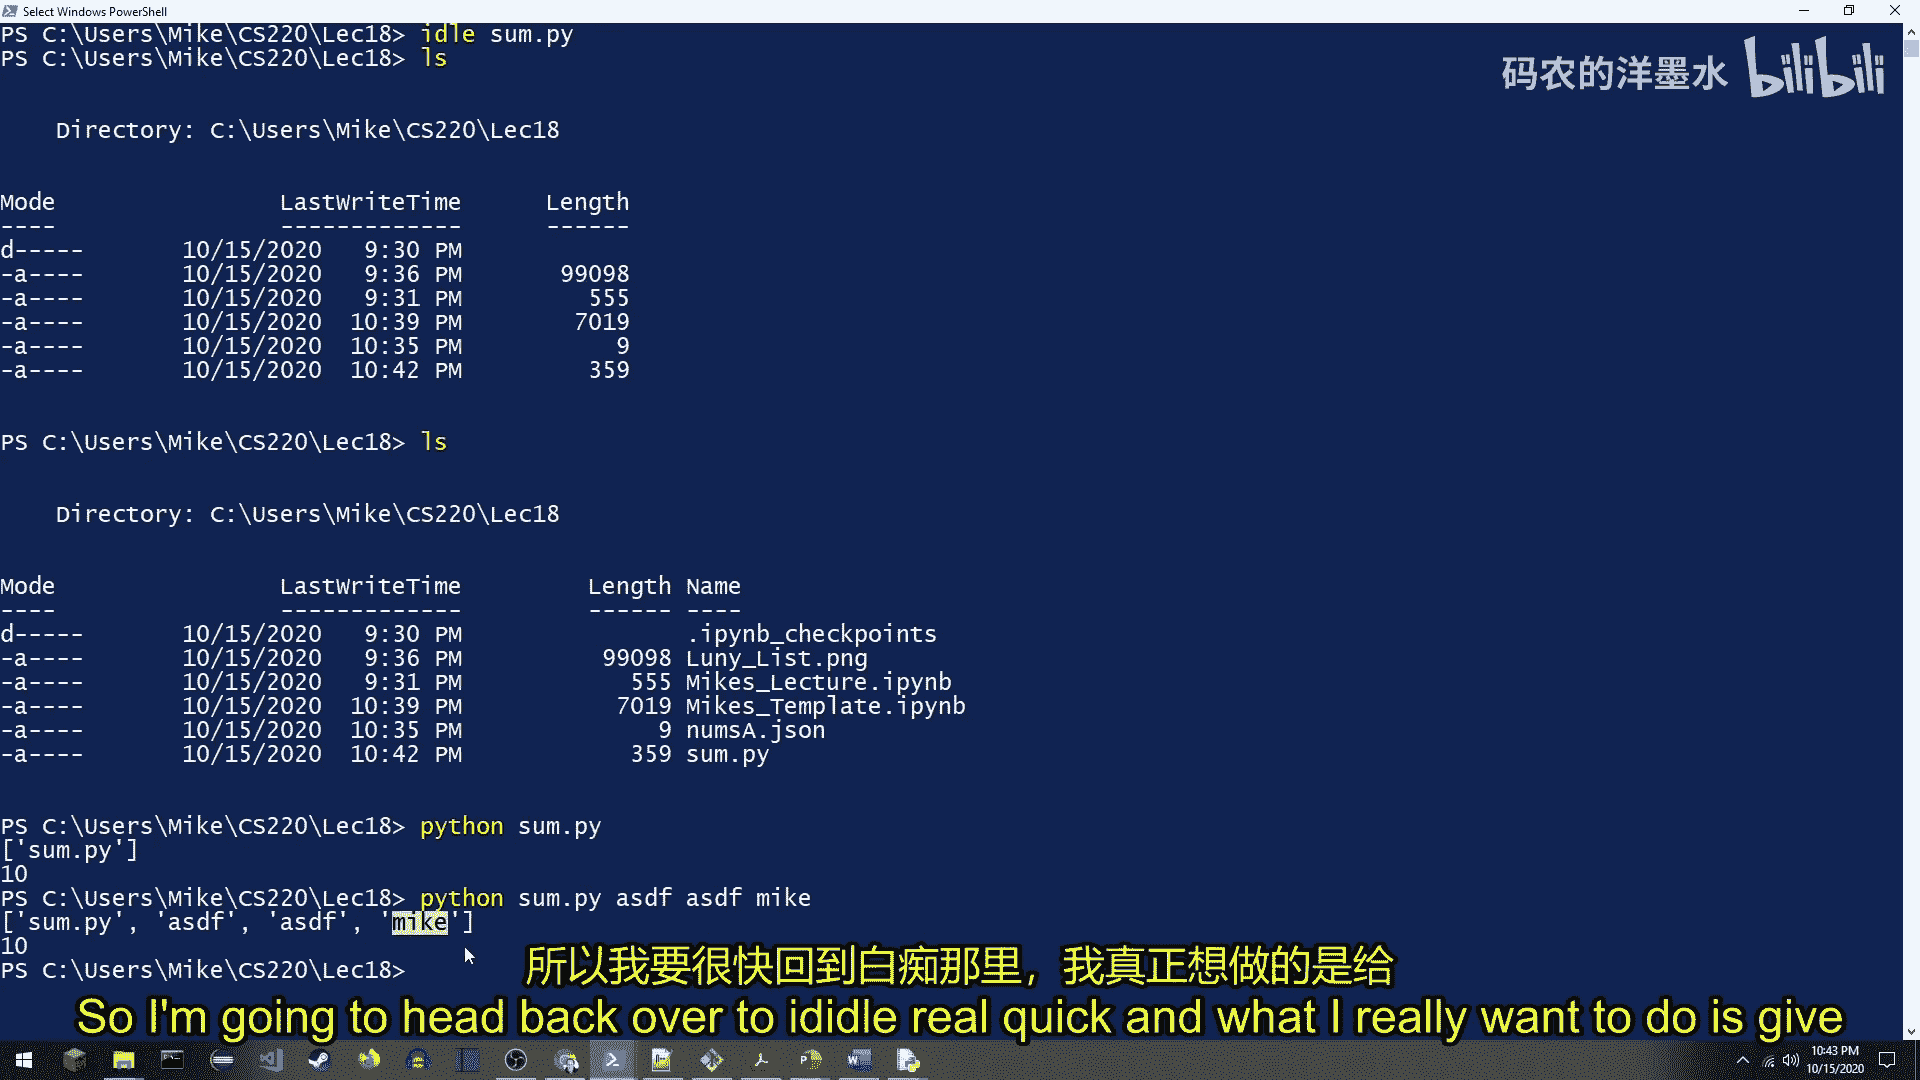 Select Windows PowerShell
PS C:\Users\Mike\CS220\Lec18> idle sum.py
PS C:\Users\Mike\CS220\Lec18> ls
码农的洋墨水 bilibili
Directory: C:\Users\Mike\CS220\Lec18
Mode LastWriteTime Length
---- ------------- ------
d----- 10/15/2020 9:30 PM
-a---- 10/15/2020 9:36 PM 99098
-a---- 10/15/2020 9:31 PM 555
-a---- 10/15/2020 10:39 PM 7019
-a---- 10/15/2020 10:35 PM 9
-a---- 10/15/2020 10:42 PM 359
PS C:\Users\Mike\CS220\Lec18> ls
Directory: C:\Users\Mike\CS220\Lec18
Mode LastWriteTime Length Name
---- ------------- ------ ----
d----- 10/15/2020 9:30 PM .ipynb_checkpoints
-a---- 10/15/2020 9:36 PM 99098 Luny_List.png
-a---- 10/15/2020 9:31 PM 555 Mikes_Lecture.ipynb
-a---- 10/15/2020 10:39 PM 7019 Mikes_Template.ipynb
-a---- 10/15/2020 10:35 PM 9 numsA.json
-a---- 10/15/2020 10:42 PM 359 sum.py
PS C:\Users\Mike\CS220\Lec18> python sum.py
['sum.py']
10
PS C:\Users\Mike\CS220\Lec18> python sum.py asdf asdf mike
['sum.py', 'asdf', 'asdf', 'mike']
10
PS C:\Users\Mike\CS220\Lec18>
所以我要很快回到白痴那里，我真正想做的是给
So I'm going to head back over to ididle real quick and what I really want to do is give
10:43 PM
10/15/2020